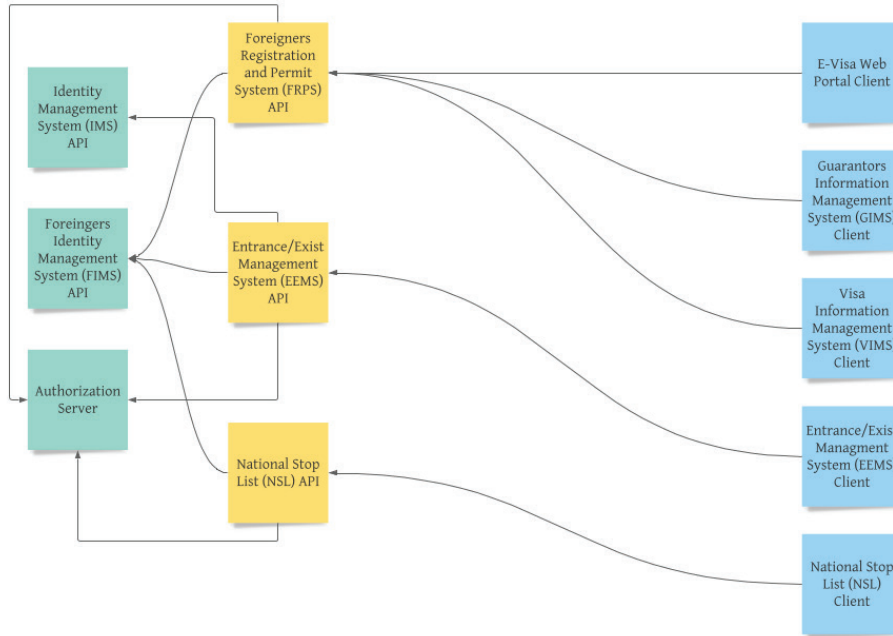 Foreigners
Registration
and Permit
System (FRPS)
API
E-Visa Web
Portal Client
Identity
Management
System (IMS)
API
Guarantors
Information
Management
System (GIMS)
Client
Foreingers
Identity
Management
System (FIMS)
API
Entrance/Exist
Management
System (EEMS)
API
Visa
Information
Management
System (VIMS)
Client
Authorization
Server
Entrance/Exist
Managment
System (EEMS)
Client
National Stop
List (NSL) API
National Stop
List (NSL)
Client